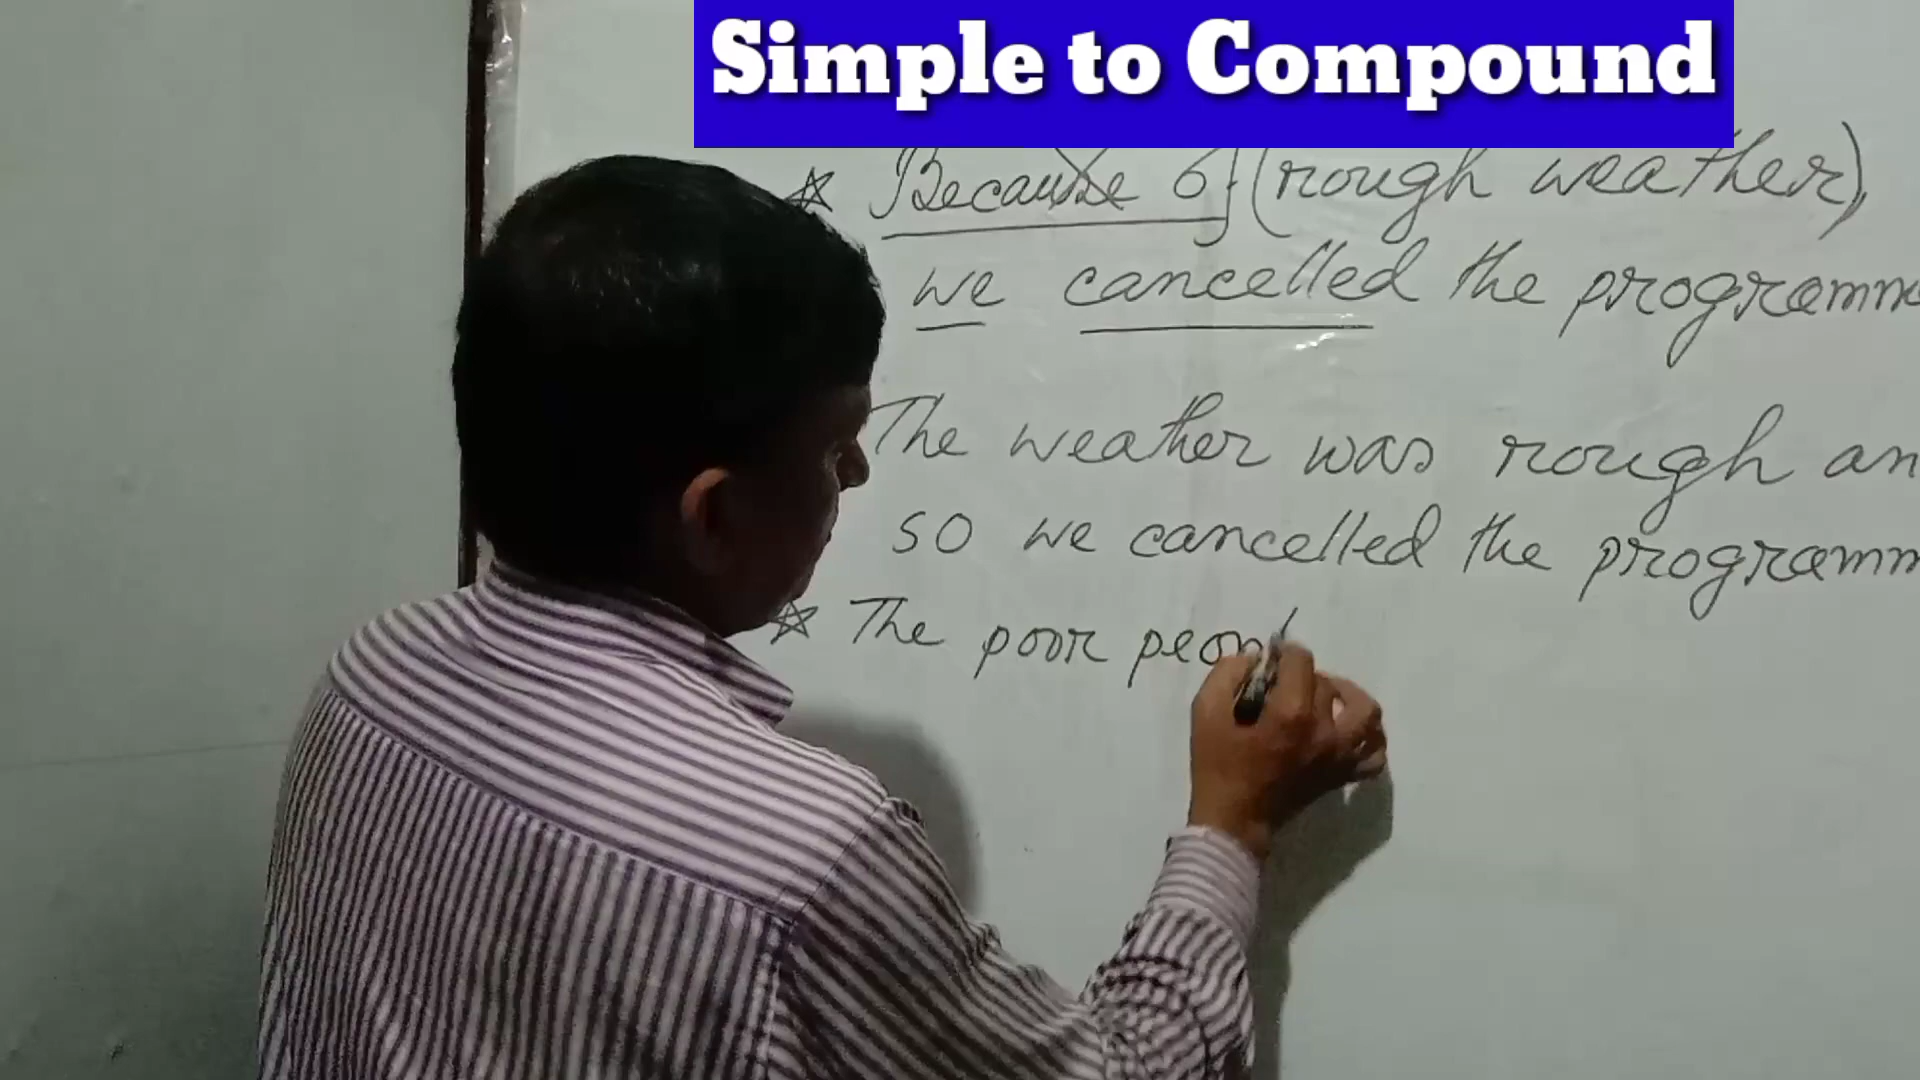 Simple to Compound
☆ Because of (rough weather),
we cancelled the programm
The weather was rough an
so we cancelled the programm
☆ The poor peopl